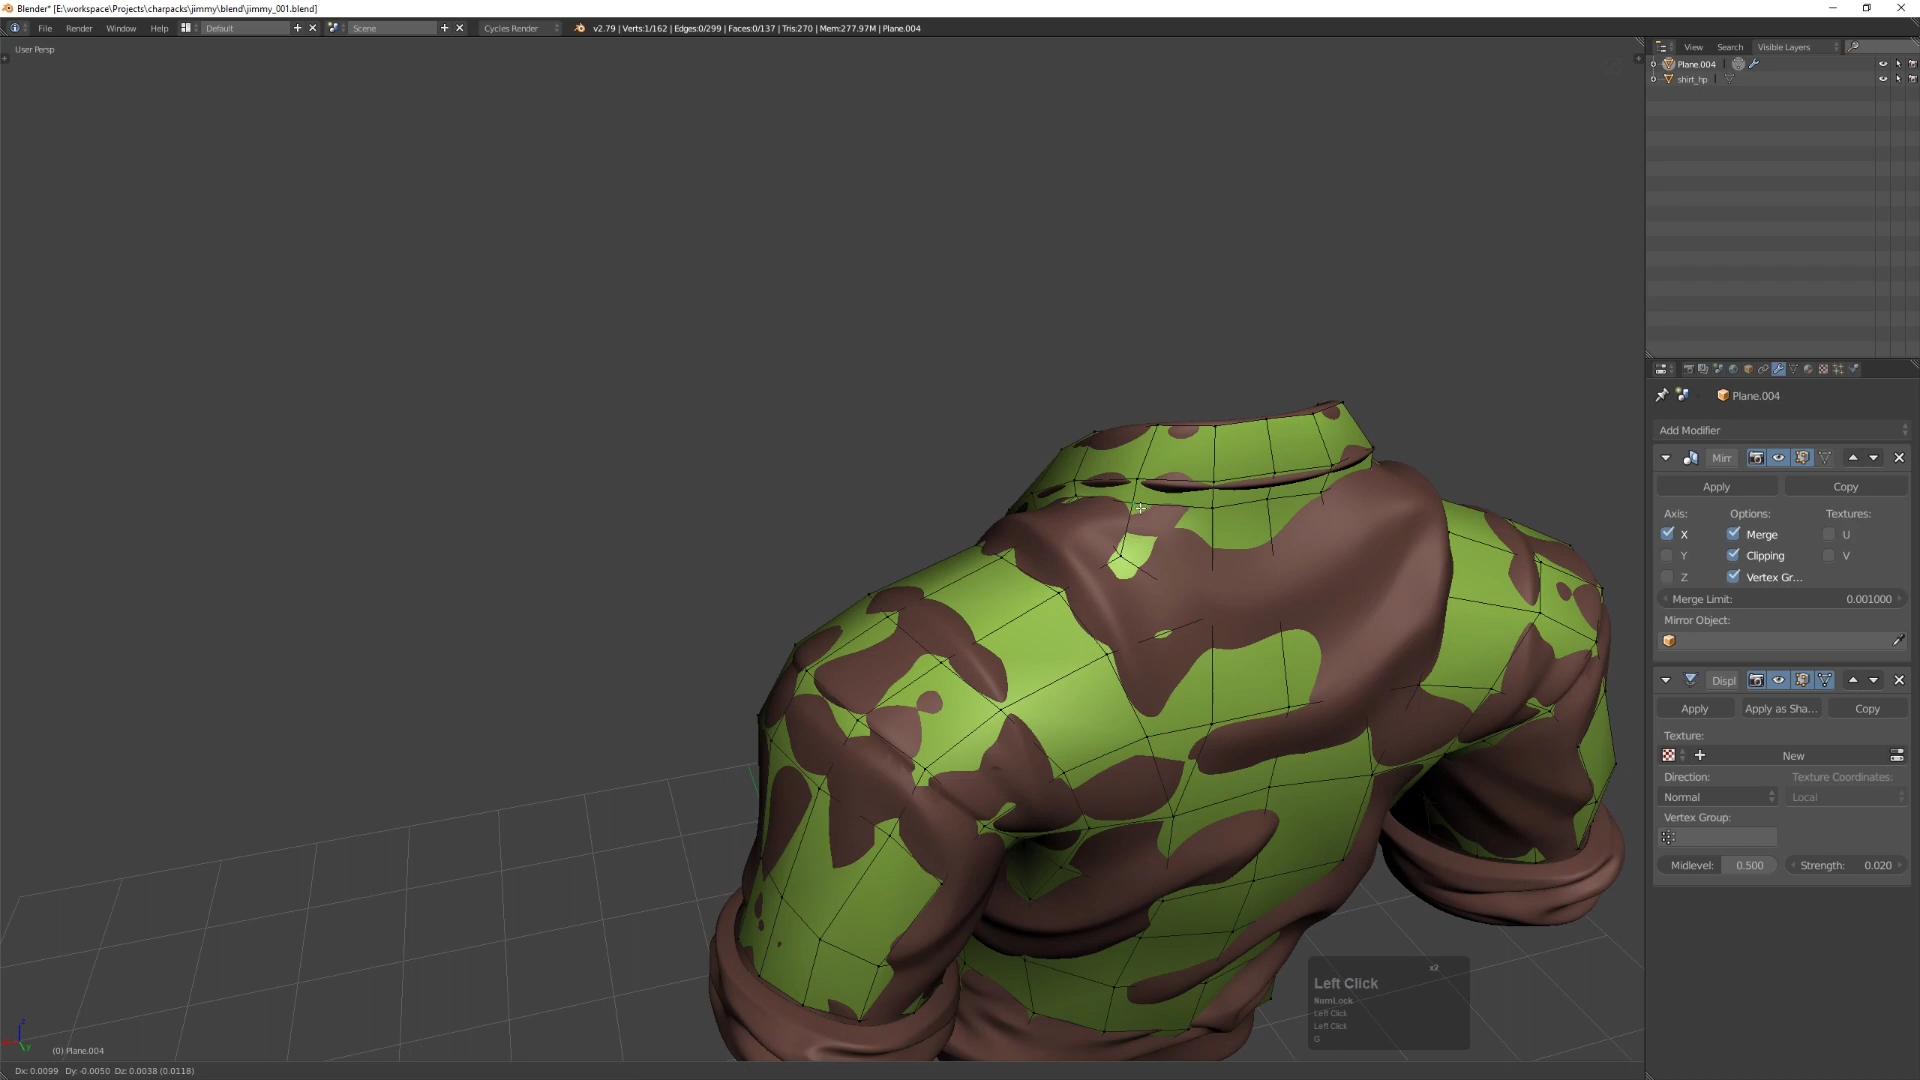 Blender* [E:\workspace\Projects\charpacks\jimmy\blend\jimmy_001.blend]
File Render Window Help Default Scene Cycles Render v2.79 | Verts:1/162 | Edges:0/299 | Faces:0/137 | Tris:270 | Mem:277.97M | Plane.004
User Persp
View Search Visible Layers
Plane.004
shirt_hp
Plane.004
Add Modifier
Mirr
Apply Copy
Axis: Options: Textures:
X Merge U
Y Clipping V
Z Vertex Gr...
Merge Limit: 0.001000
Mirror Object:
Displ
Apply Apply as Sha... Copy
Texture:
New
Direction: Texture Coordinates:
Normal Local
Vertex Group:
Midlevel: 0.500 Strength: 0.020
x2
Left Click
NumLock
Left Click
Left Click
G
z
(0) Plane.004
Dx: 0.0099 Dy: -0.0050 Dz: 0.0038 (0.0118)